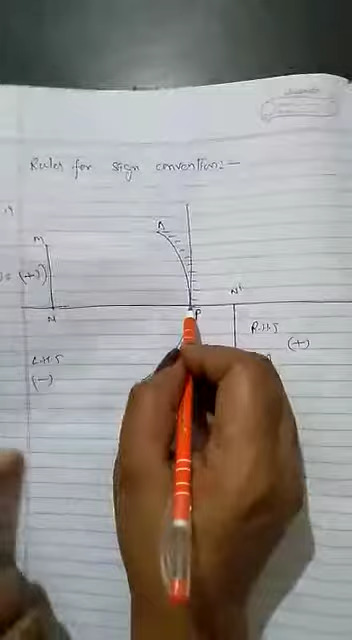 Rules for sign convention:-
A
M
= (+)
N'
N
P
R.H.S
(+)
L.H.S
(-)